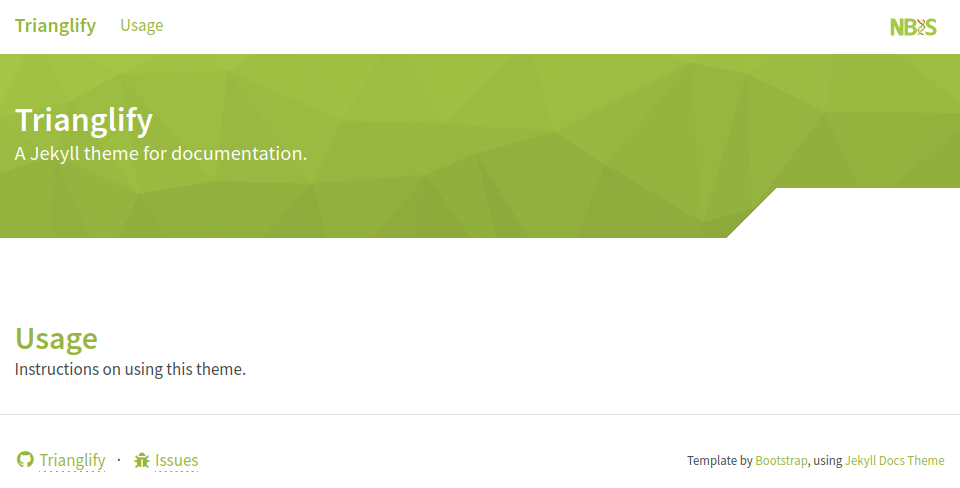 Trianglify Usage NBIS
Trianglify
A Jekyll theme for documentation.
Usage
Instructions on using this theme.
Trianglify · Issues Template by Bootstrap, using Jekyll Docs Theme